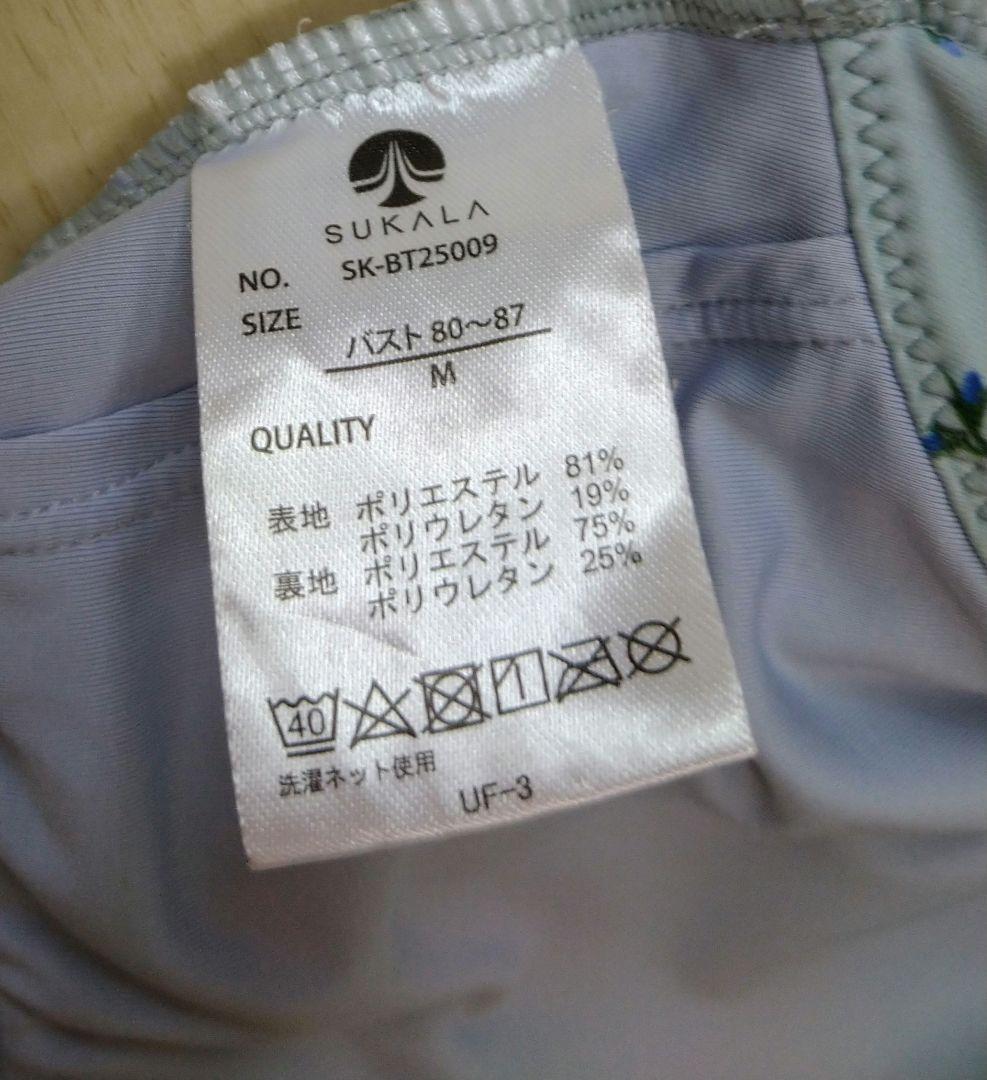 SUKALA
NO. SK-BT25009
SIZE バスト 80～87
M
QUALITY
表地 ポリエステル 81%
ポリウレタン 19%
裏地 ポリエステル 75%
ポリウレタン 25%
40
洗濯ネット使用
UF-3